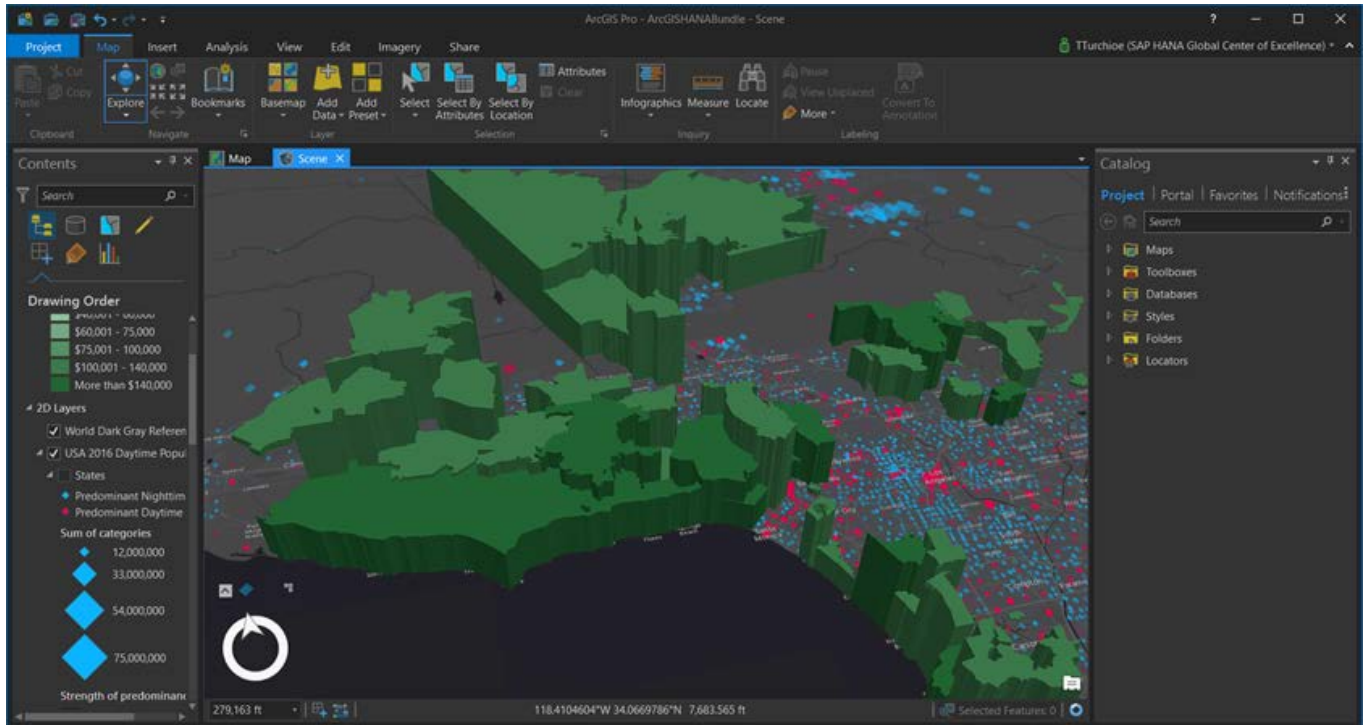 ArcGIS Pro - ArcGISHANABundle - Scene
?
Project Map Insert Analysis View Edit Imagery Share
TTurchioe (SAP HANA Global Center of Excellence)
Paste
Cut
Copy
Clipboard
Explore
Navigate
Bookmarks
Basemap
Add Data
Add Preset
Layer
Select
Select By Attributes
Select By Location
Attributes
Clear
Selection
Infographics
Measure
Locate
Inquiry
Pause
View Unplaced
More
Convert To Annotation
Labeling
Contents
Search
Drawing Order
$60,001 - 75,000
$75,001 - 100,000
$100,001 - 140,000
More than $140,000
2D Layers
World Dark Gray Referen
USA 2016 Daytime Popul
States
Predominant Nighttim
Predominant Daytime
Sum of categories
12,000,000
33,000,000
54,000,000
75,000,000
Strength of predominanc
Map
Scene
279,163 ft
118.4104604°W 34.0669786°N 7,683.565 ft
Selected Features: 0
Catalog
Project Portal Favorites Notifications
Search
Maps
Toolboxes
Databases
Styles
Folders
Locators